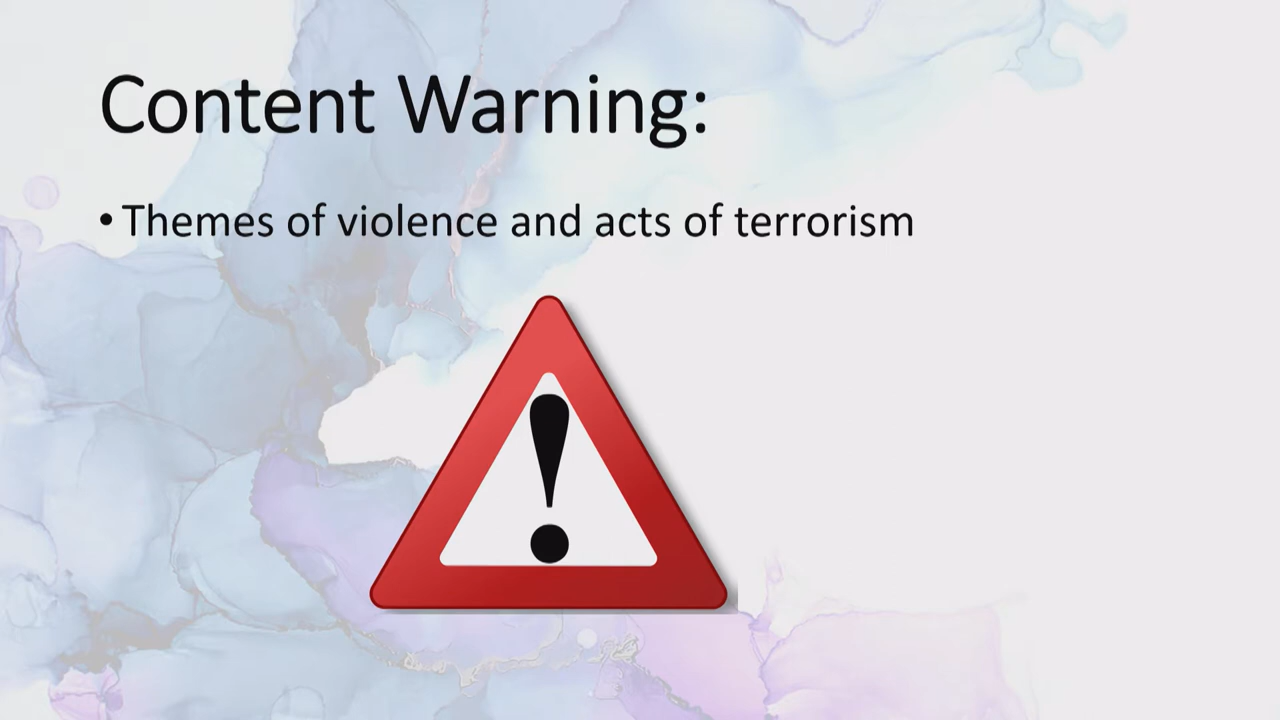 Content Warning:
• Themes of violence and acts of terrorism
!